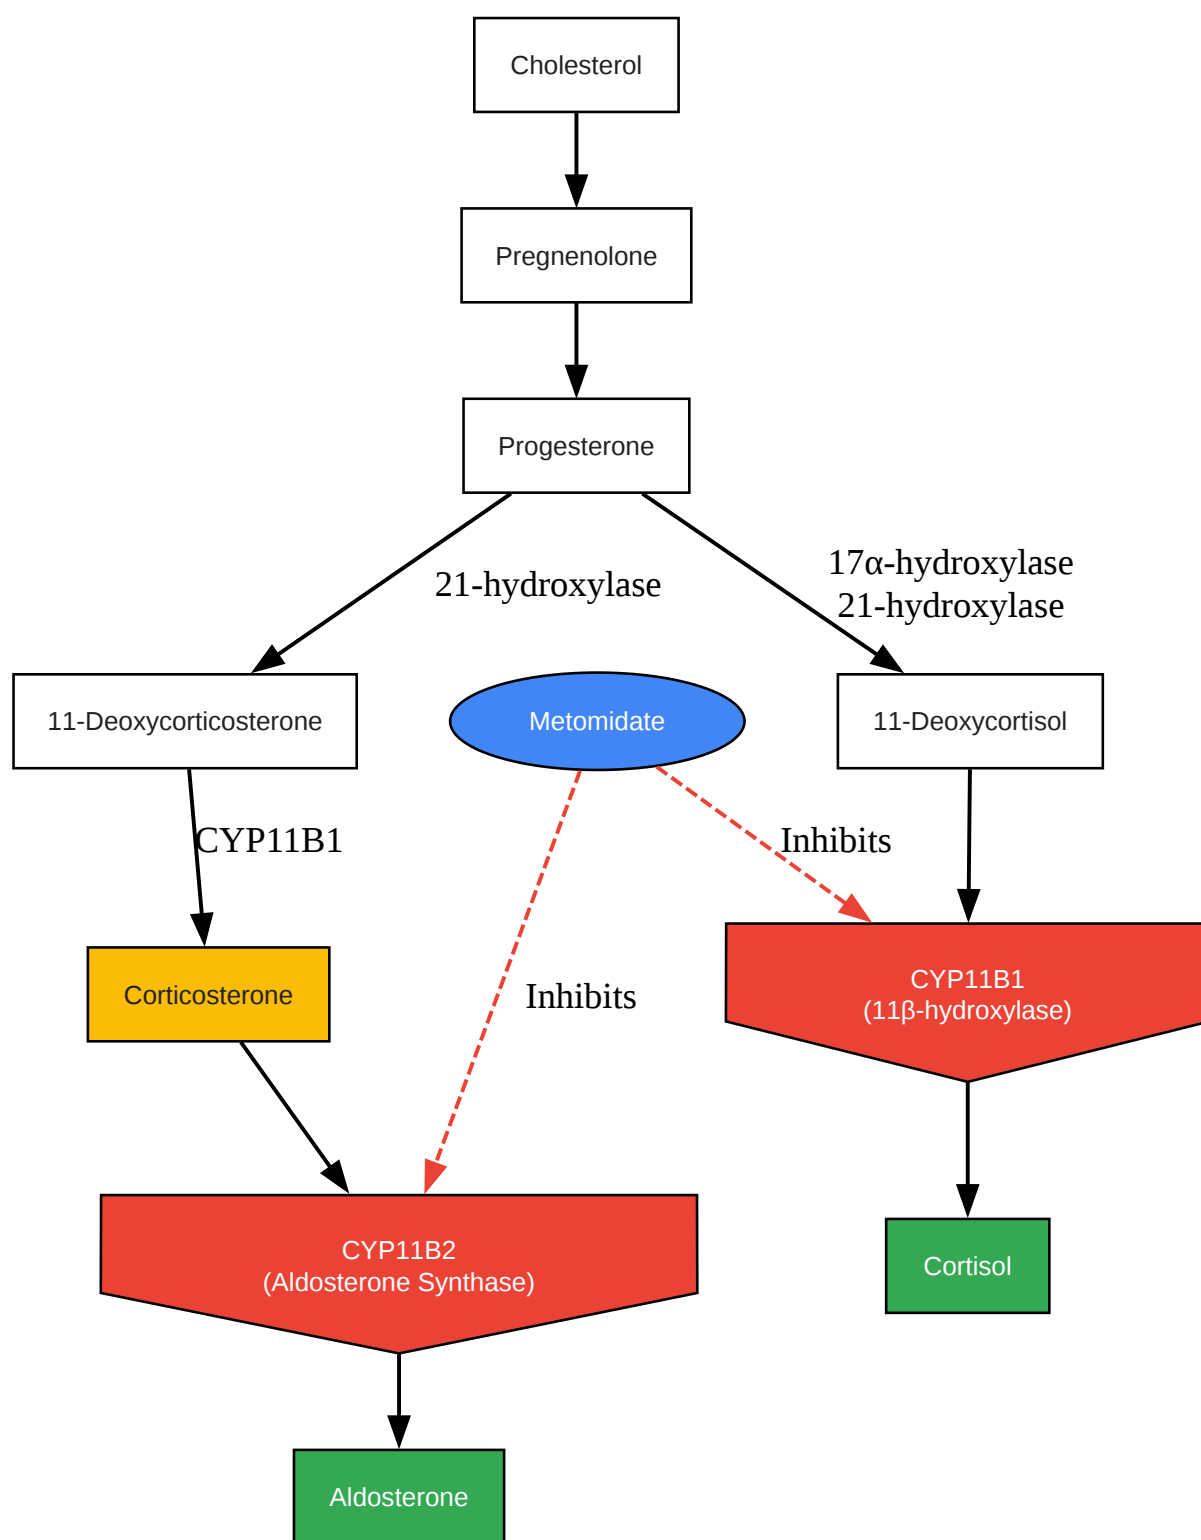 Cholesterol
Pregnenolone
Progesterone
21-hydroxylase
17α-hydroxylase
21-hydroxylase
11-Deoxycorticosterone
Metomidate
11-Deoxycortisol
CYP11B1
Inhibits
Corticosterone
Inhibits
CYP11B1
(11β-hydroxylase)
CYP11B2
(Aldosterone Synthase)
Cortisol
Aldosterone